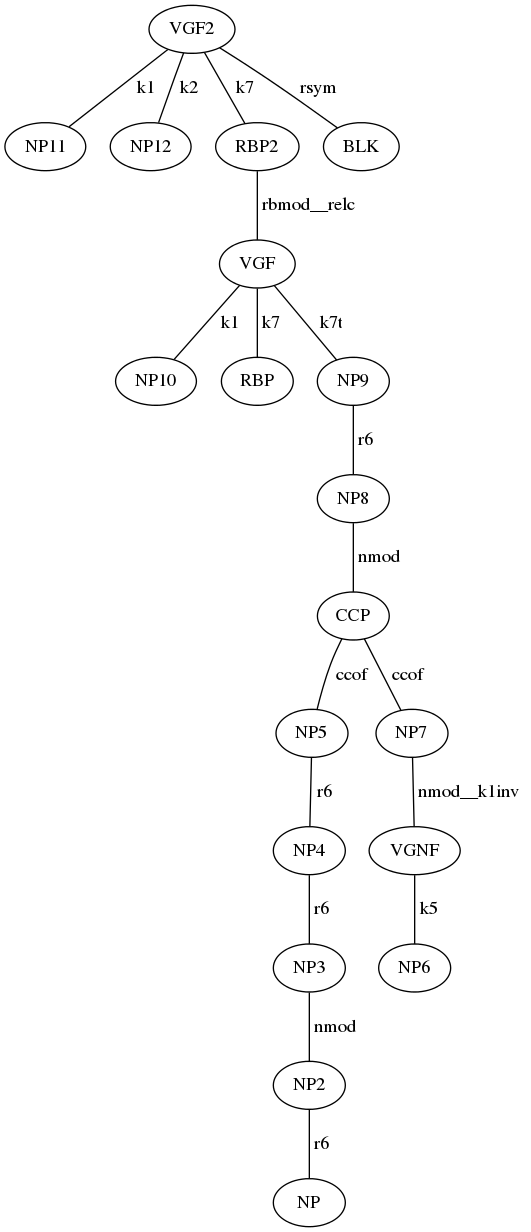 VGF2
k1 k2 k7 rsym
NP11 NP12 RBP2 BLK
rbmod__relc
VGF
k1 k7 k7t
NP10 RBP NP9
r6
NP8
nmod
CCP
ccof ccof
NP5 NP7
r6 nmod__k1inv
NP4 VGNF
r6 k5
NP3 NP6
nmod
NP2
r6
NP